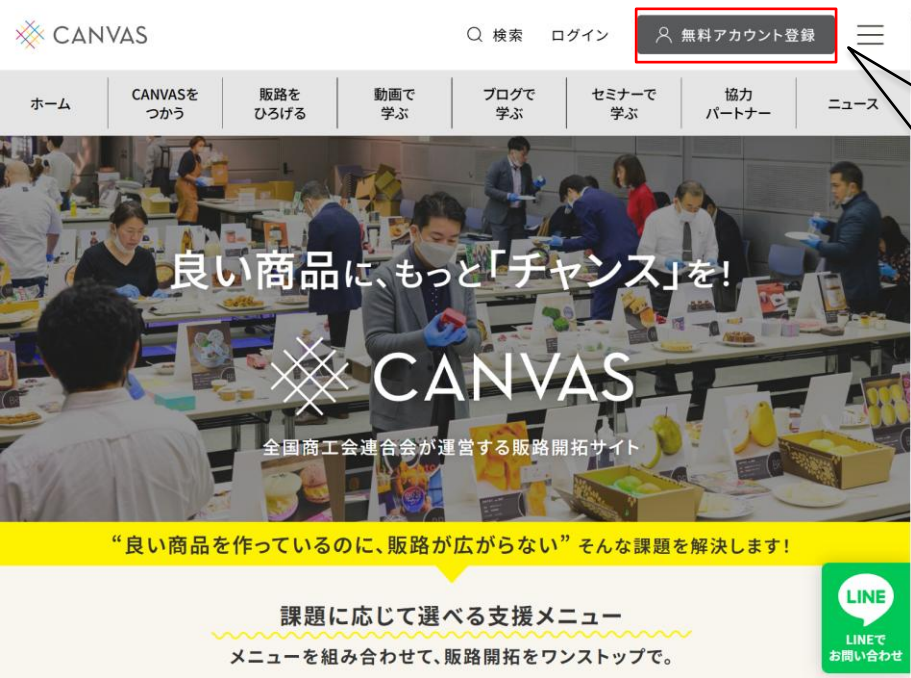 CANVAS
検索
ログイン
無料アカウント登録
ホーム
CANVASを
つかう
販路を
ひろげる
動画で
学ぶ
ブログで
学ぶ
セミナーで
学ぶ
協力
パートナー
ニュース
良い商品に、もっと「チャンス」を!
CANVAS
全国商工会連合会が運営する販路開拓サイト
“良い商品を作っているのに、販路が広がらない” そんな課題を解決します!
課題に応じて選べる支援メニュー
メニューを組み合わせて、販路開拓をワンストップで。
LINE
LINEで
お問い合わせ